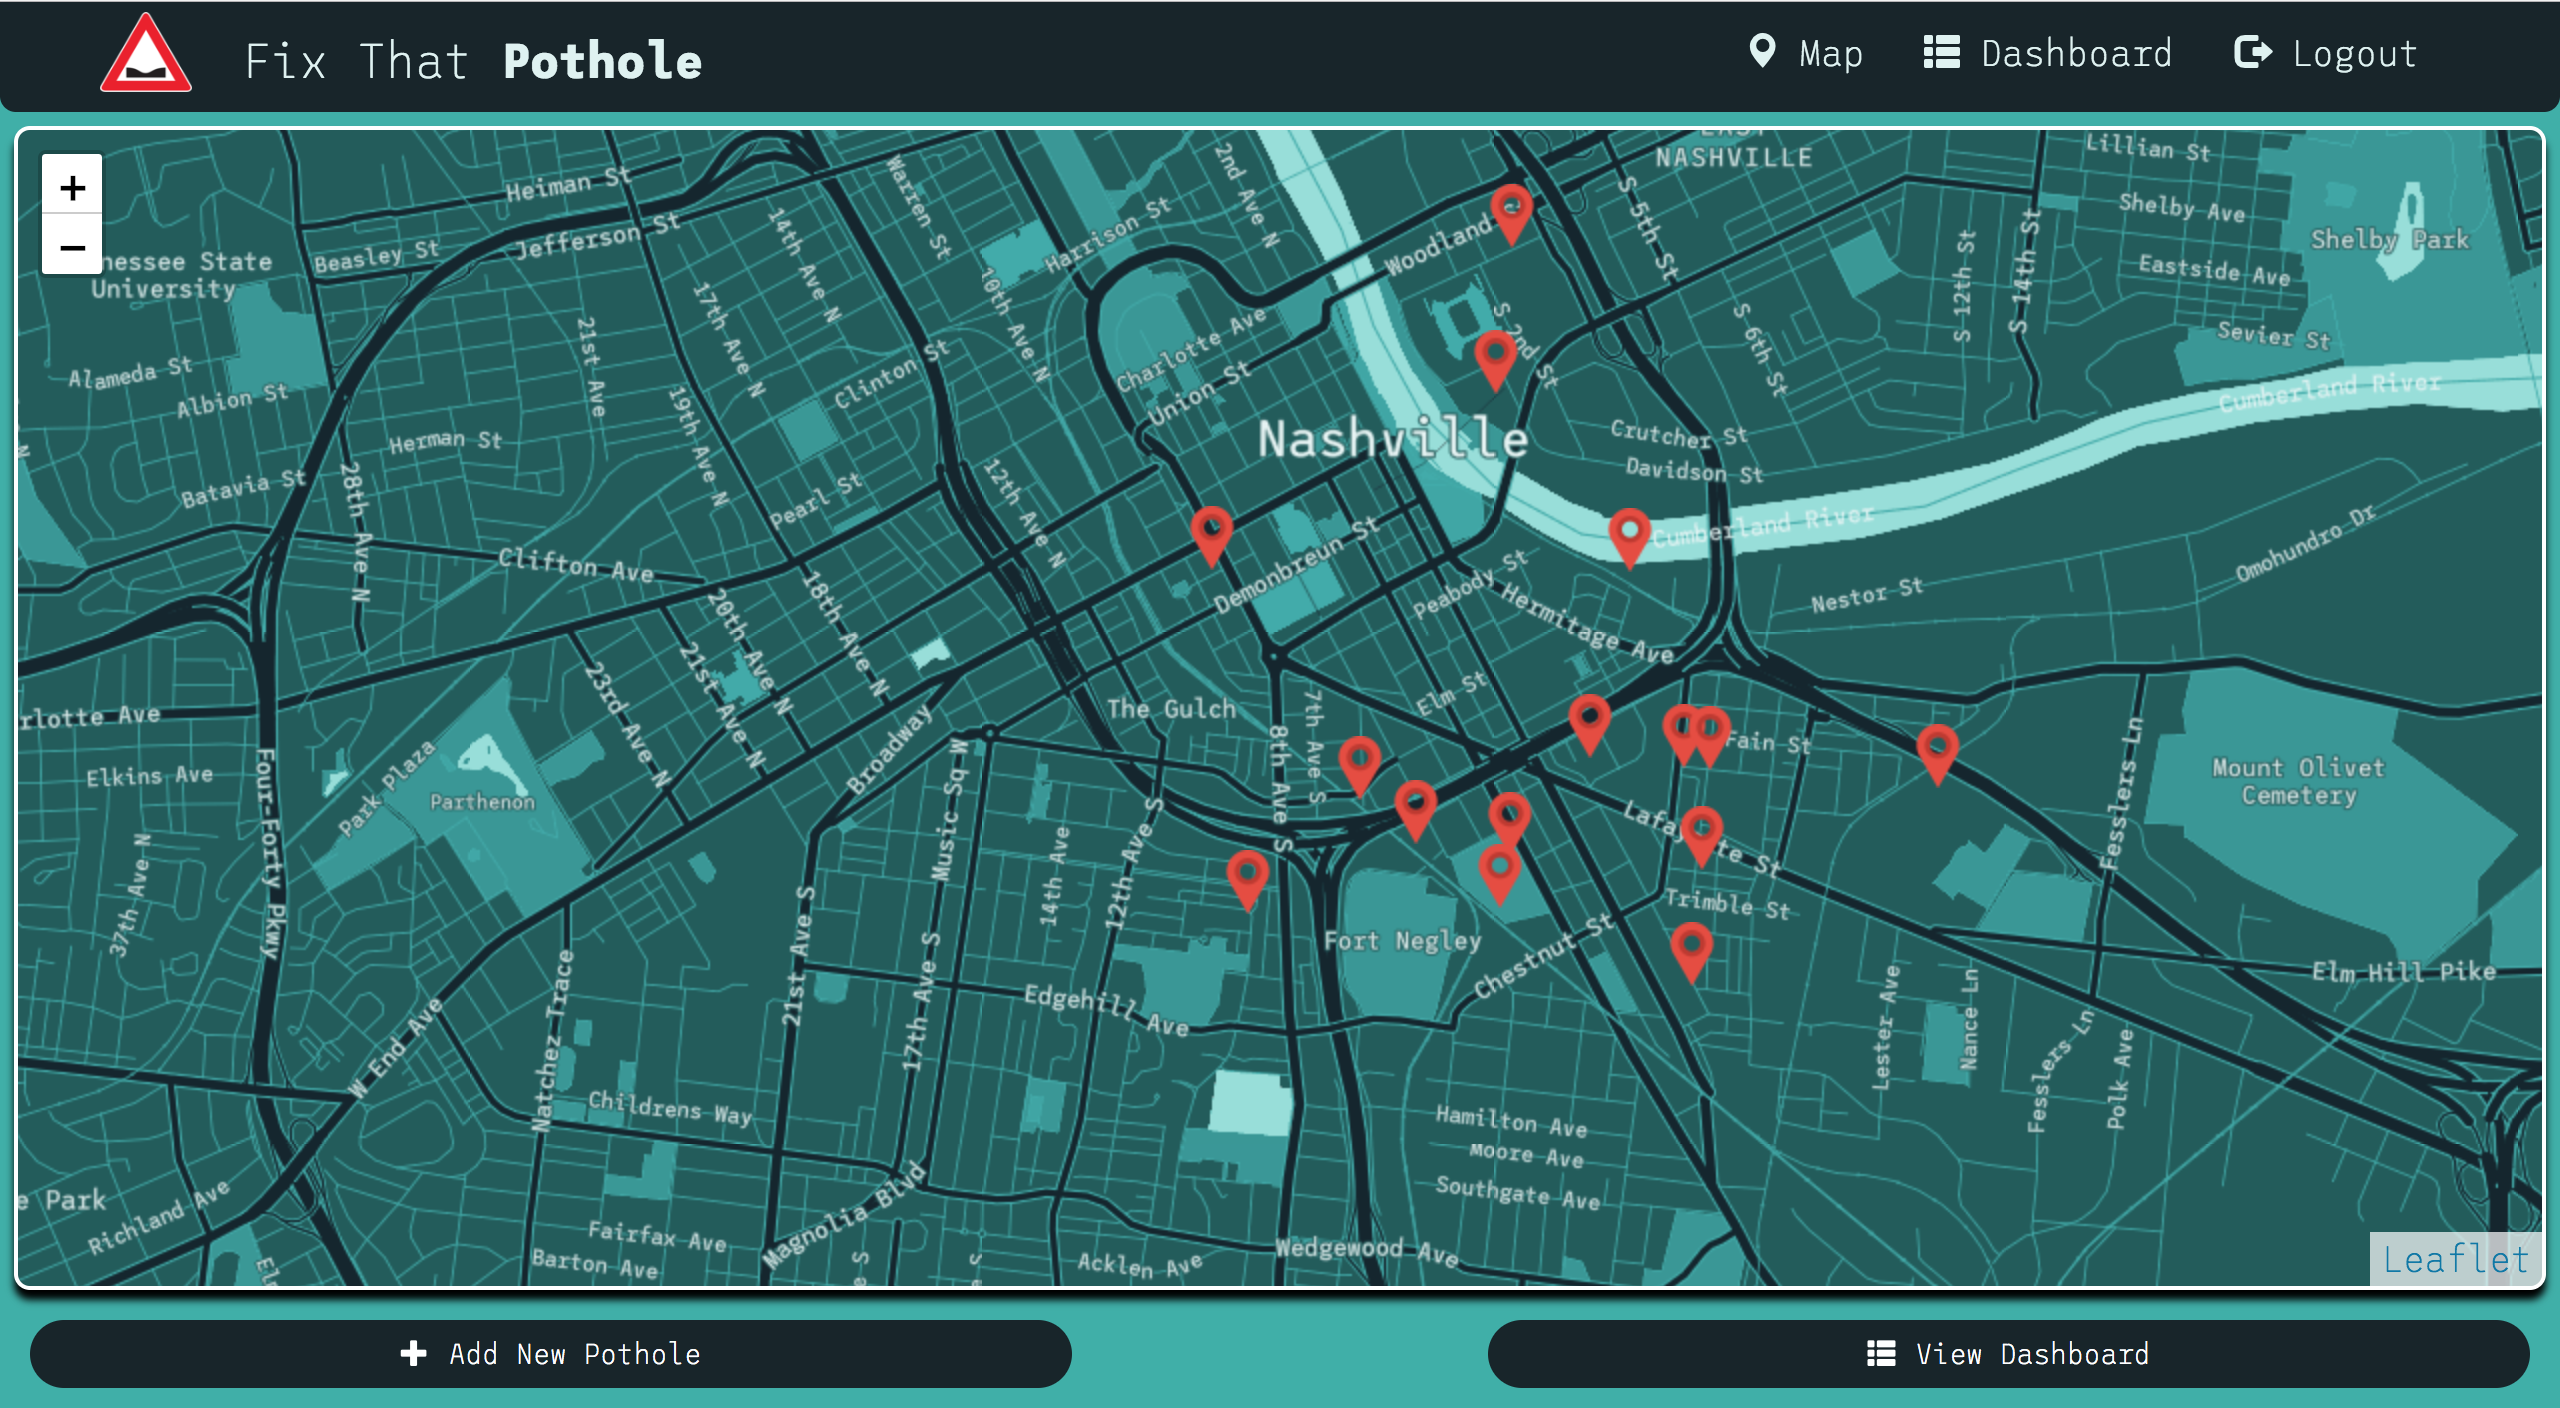 Fix That Pothole
Map
Dashboard
Logout
+
−
EAST
NASHVILLE
Lillian St
Shelby Ave
Shelby Park
Eastside Ave
Sevier St
S 14th St
S 12th St
S 5th St
S 6th St
S 2nd St
Woodland
2nd Ave N
Warren St
Harrison St
Heiman St
Jefferson St
Beasley St
nessee State
University
14th Ave N
17th Ave N
10th Ave N
21st Ave
19th Ave N
Clinton St
Charlotte Ave
Union St
Alameda St
Albion St
Herman St
Batavia St
28th Ave N
Pearl St
12th Ave N
Nashville
Crutcher St
Davidson St
Cumberland River
Cumberland River
Omohundro Dr
Nestor St
Clifton Ave
18th Ave N
20th Ave N
21st Ave N
23rd Ave N
Demonbreun St
Peabody St
Hermitage Ave
Elm St
The Gulch
7th Ave S
8th Ave S
Broadway
rlotte Ave
Elkins Ave
Park Plaza
Parthenon
Four-Forty Pkwy
37th Ave N
Music Sq W
14th Ave
12th Ave S
Fain St
Fesslers Ln
Mount Olivet
Cemetery
Trimble St
Fort Negley
Chestnut St
Elm Hill Pike
21st Ave S
17th Ave S
Edgehill Ave
Natchez Trace
W End Ave
Lester Ave
Nance Ln
Fesslers Ln
Polk Ave
Childrens Way
Hamilton Ave
Moore Ave
Southgate Ave
e Park
Richland Ave
Magnolia Blvd
Fairfax Ave
Barton Ave
Acklen Ave
Wedgewood Ave
Leaflet
Add New Pothole
View Dashboard